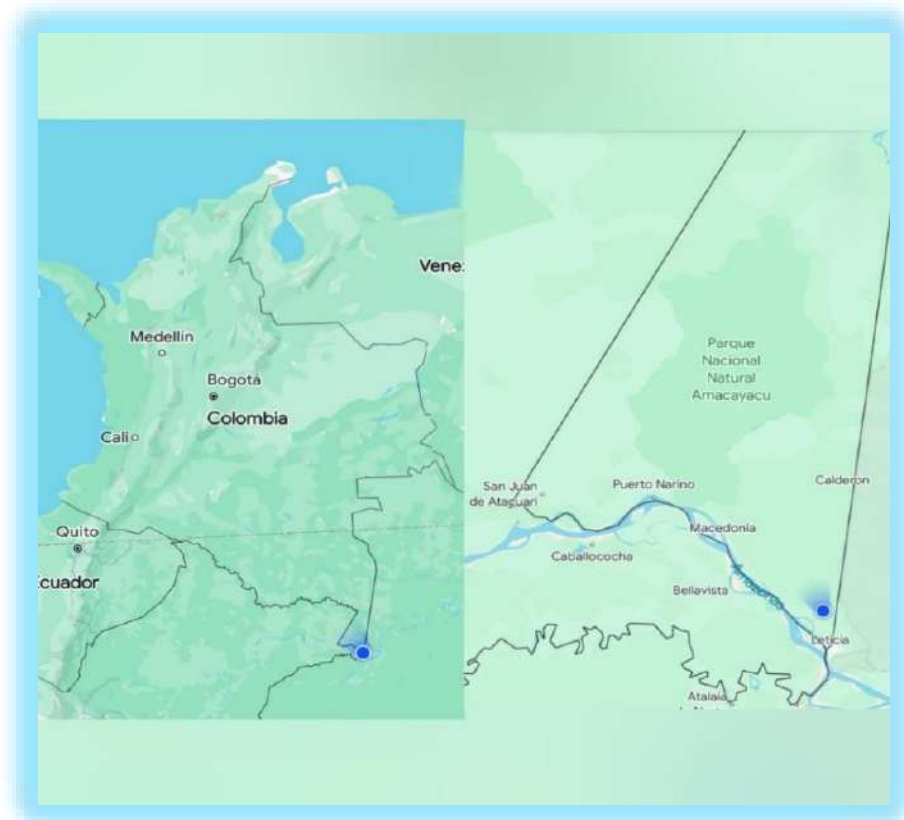 Vene
Medellín
Bogotá
Colombia
Cali
Quito
Ecuador
Parque
Nacional
Natural
Amacayacu
Calderon
San Juan
de Atacuari
Puerto Narino
Macedonia
Caballococha
Bellavista
Leticia
Atalaia